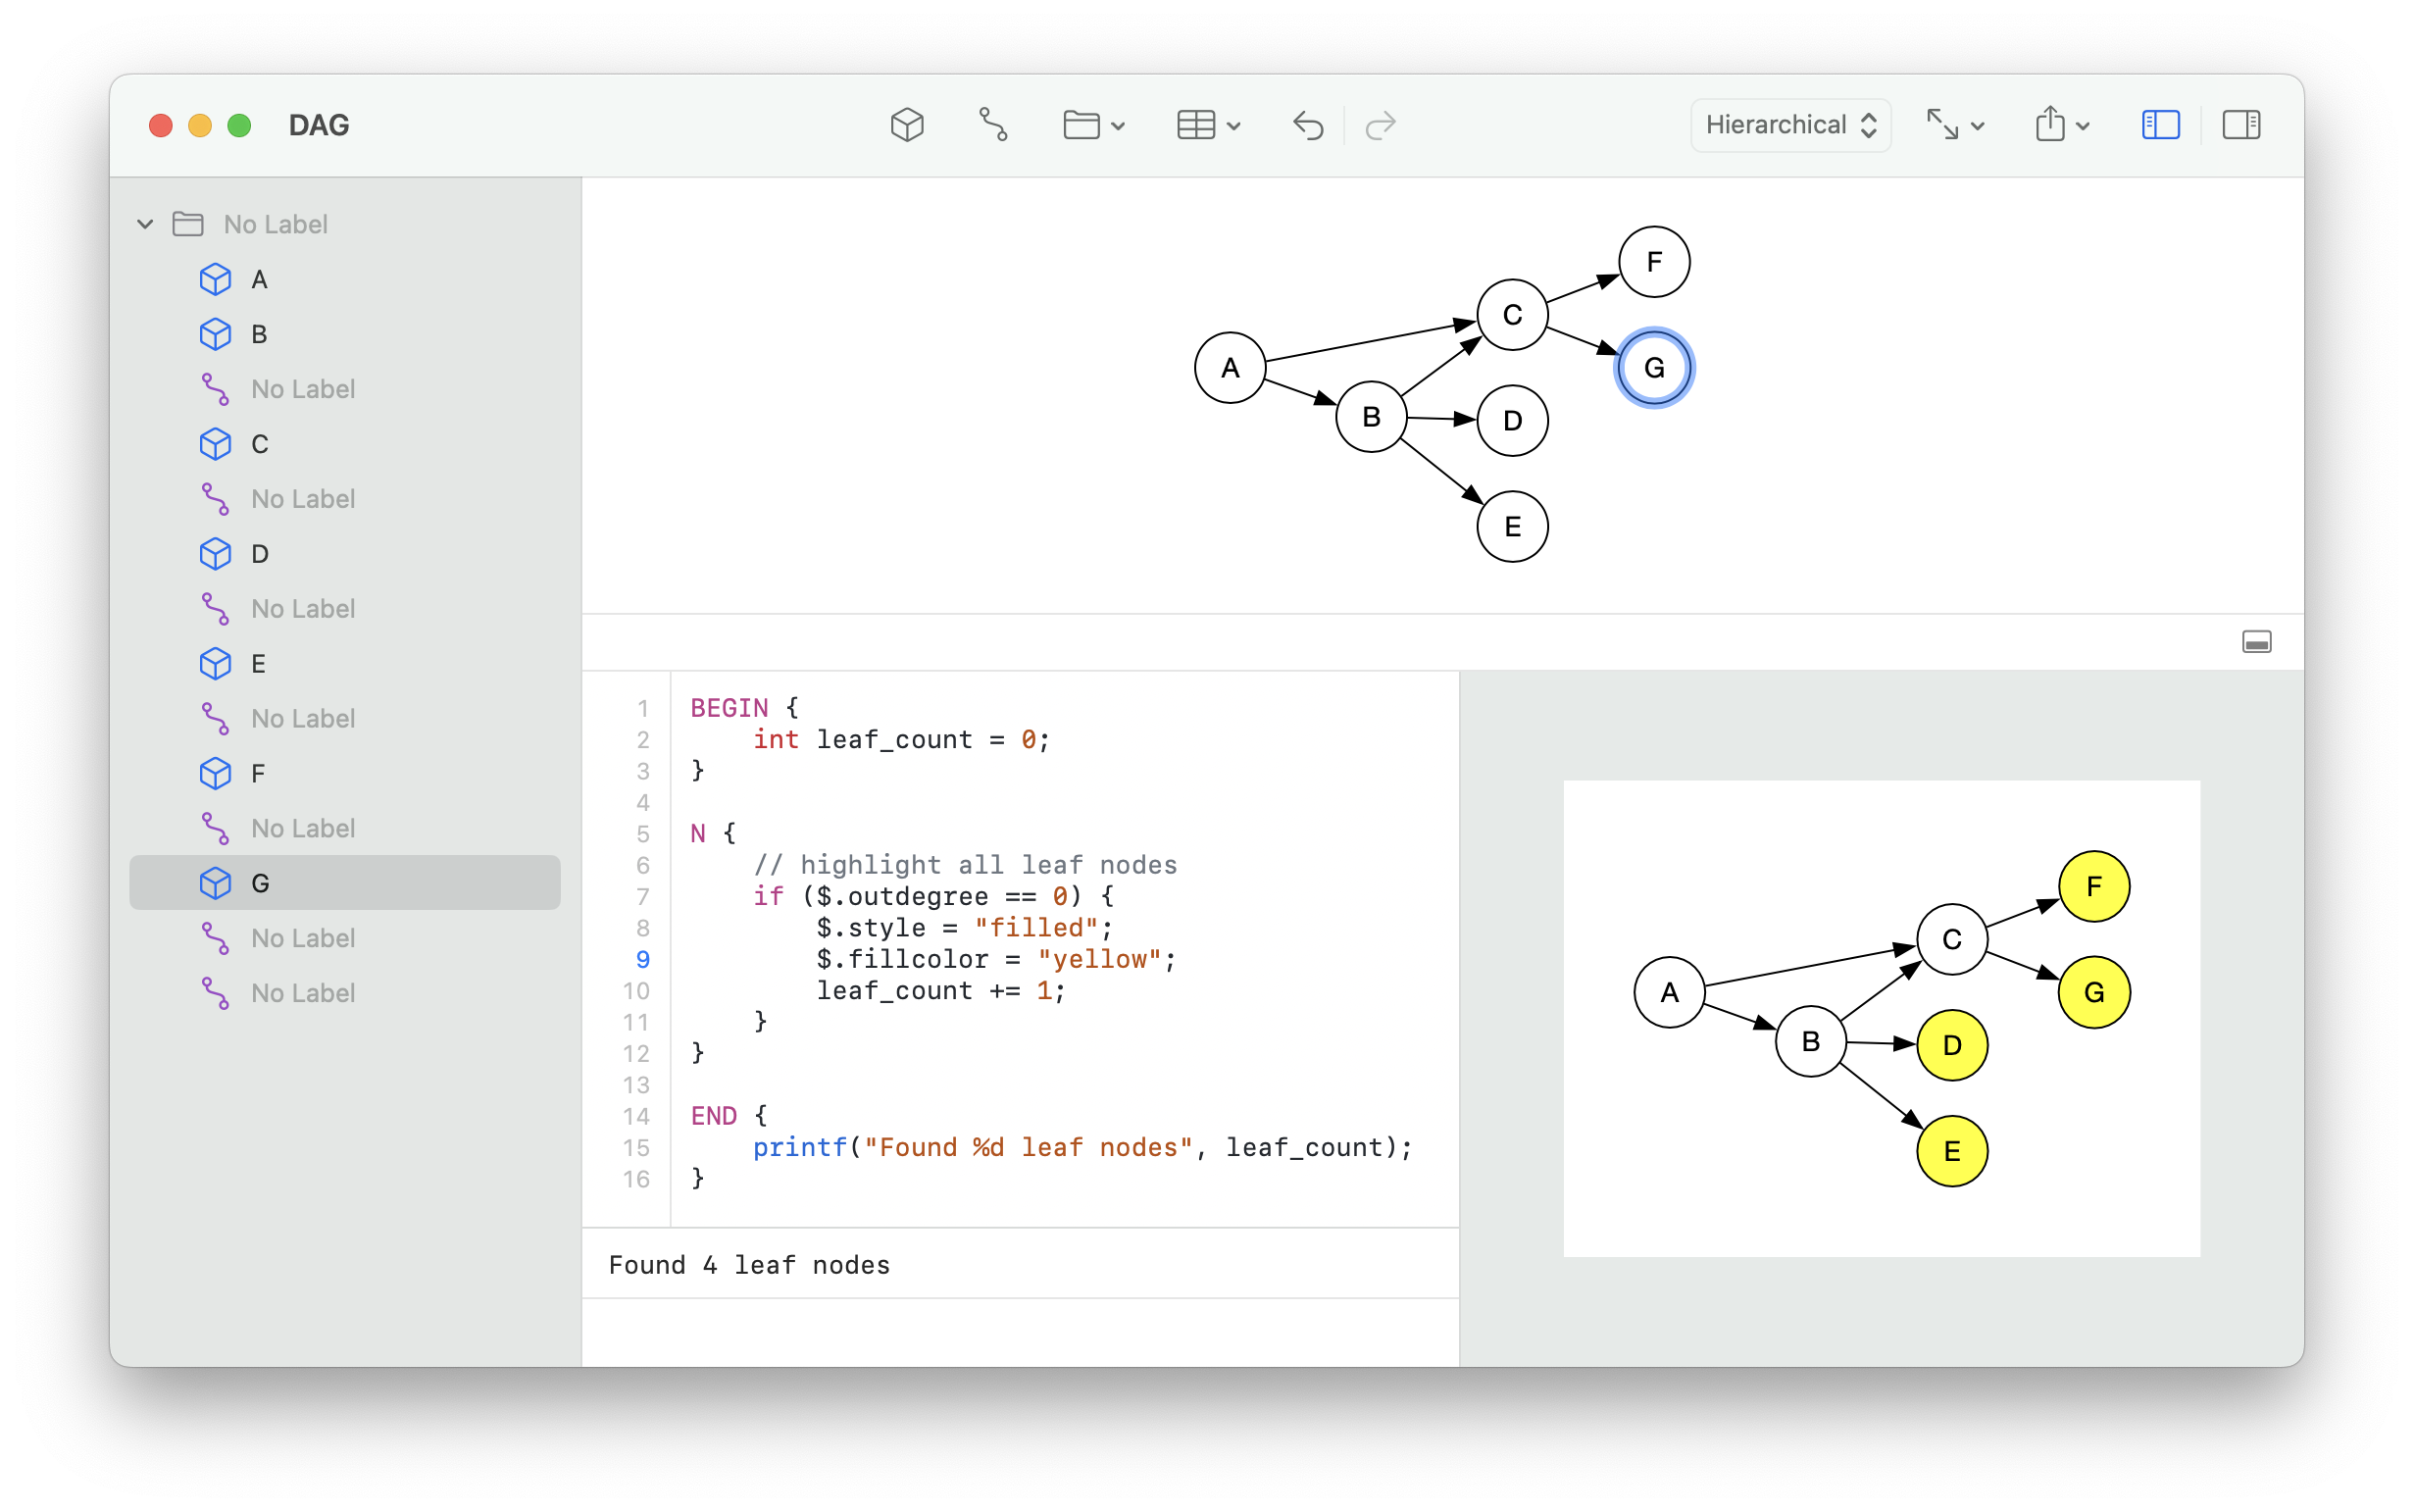 DAG
Hierarchical
No Label
A
B
No Label
C
No Label
D
No Label
E
No Label
F
No Label
G
No Label
No Label
A
B
C
D
E
F
G
1 BEGIN {
2     int leaf_count = 0;
3 }
4
5 N {
6     // highlight all leaf nodes
7     if ($.outdegree == 0) {
8         $.style = "filled";
9         $.fillcolor = "yellow";
10         leaf_count += 1;
11     }
12 }
13
14 END {
15     printf("Found %d leaf nodes", leaf_count);
16 }
Found 4 leaf nodes
A
B
C
D
E
F
G